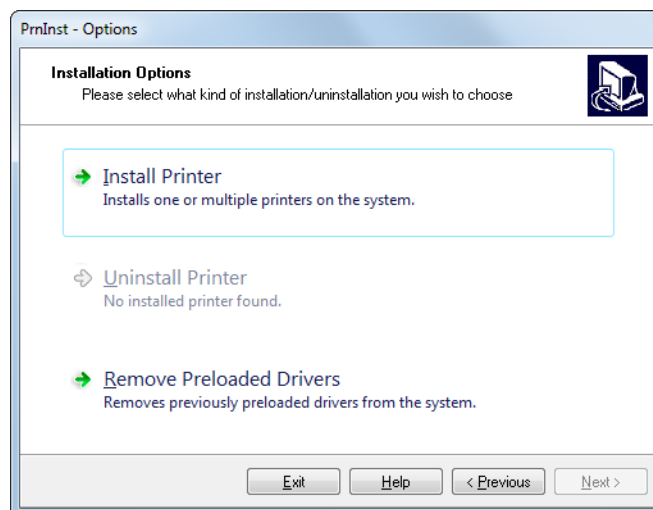 PrnInst - Options
Installation Options
Please select what kind of installation/uninstallation you wish to choose
Install Printer
Installs one or multiple printers on the system.
Uninstall Printer
No installed printer found.
Remove Preloaded Drivers
Removes previously preloaded drivers from the system.
Exit Help < Previous Next >